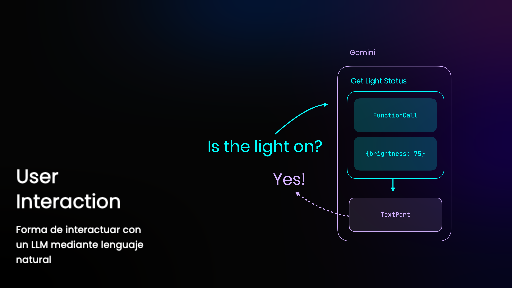 Gemini
Get Light Status
FunctionCall
{brightness: 75}
TextPart
Is the light on?
Yes!
User
Interaction
Forma de interactuar con
un LLM mediante lenguaje
natural